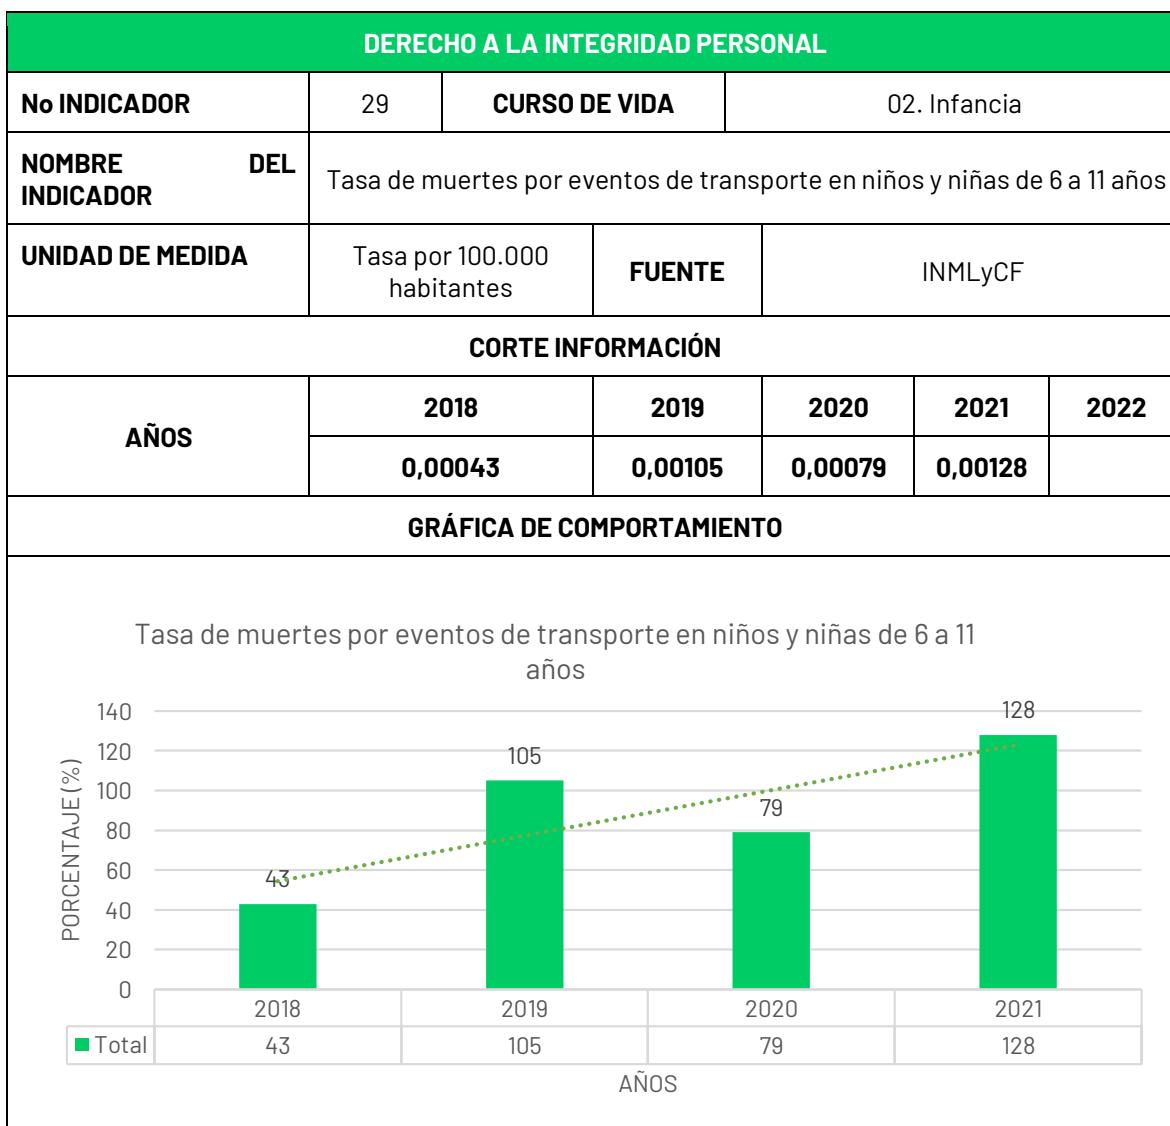 DERECHO A LA INTEGRIDAD PERSONAL
No INDICADOR 29 CURSO DE VIDA 02. Infancia
NOMBRE DEL
INDICADOR
Tasa de muertes por eventos de transporte en niños y niñas de 6 a 11 años
UNIDAD DE MEDIDA
Tasa por 100.000
habitantes
FUENTE
INMLyCF
CORTE INFORMACIÓN
AÑOS
2018 2019 2020 2021 2022
0,00043 0,00105 0,00079 0,00128
GRÁFICA DE COMPORTAMIENTO
Tasa de muertes por eventos de transporte en niños y niñas de 6 a 11
años
PORCENTAJE (%)
140
120
100
80
60
40
20
0
43
105
79
128
2018 2019 2020 2021
Total 43 105 79 128
AÑOS